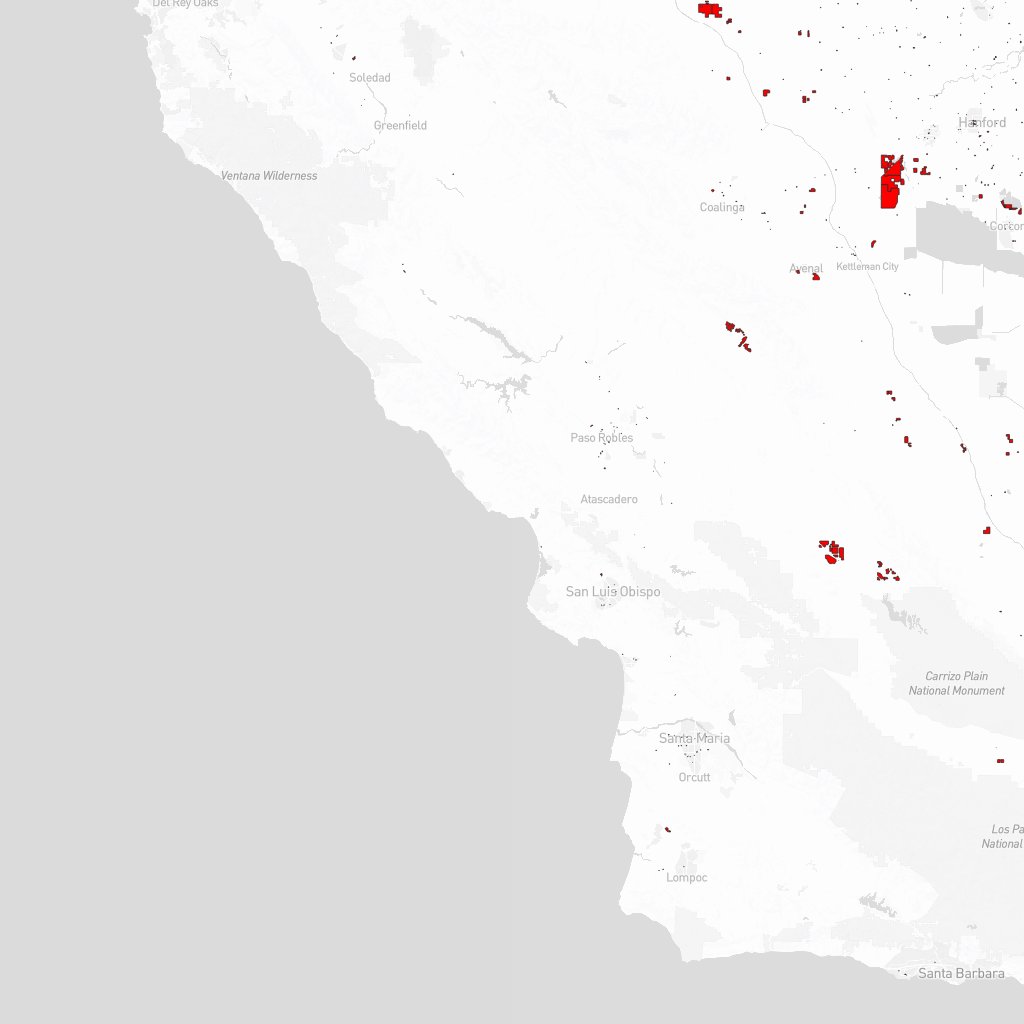 Del Rey Oaks
Soledad
Greenfield
Hanford
Ventana Wilderness
Coalinga
Corcor
Avenal
Kettleman City
Paso Robles
Atascadero
San Luis Obispo
Carrizo Plain
National Monument
Santa Maria
Orcutt
Los Pa
National
Lompoc
Santa Barbara